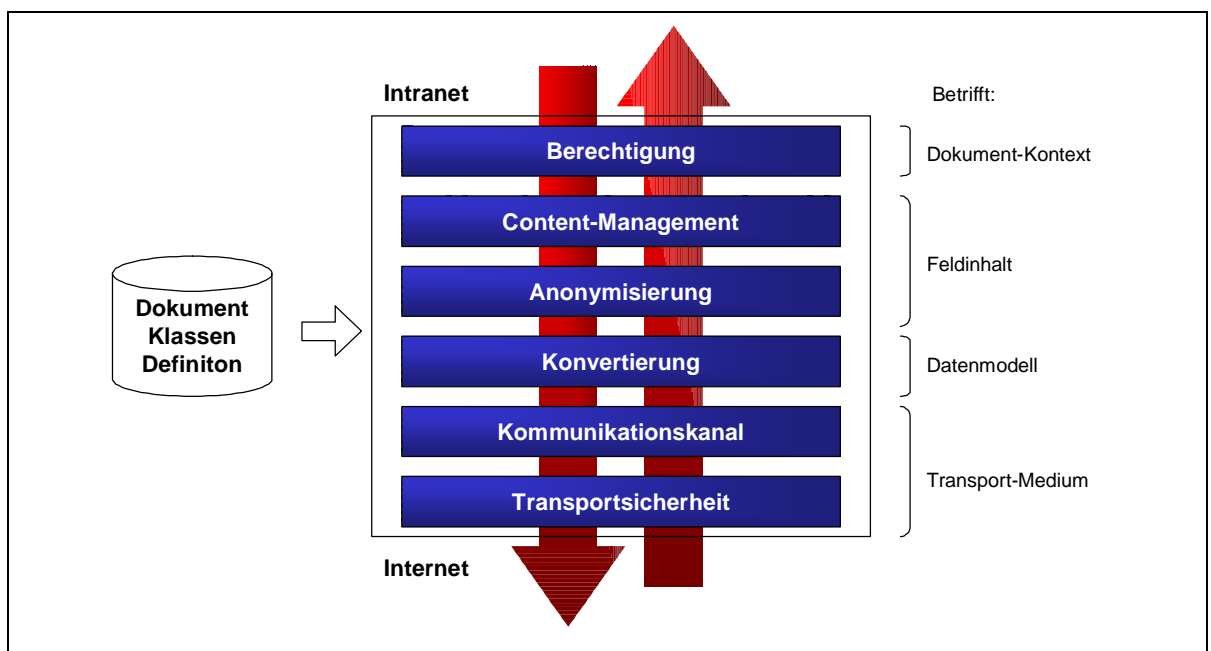 Intranet
Betrifft:
Berechtigung
Dokument-Kontext
Content-Management
Feldinhalt
Anonymisierung
Dokument
Klassen
Definiton
Konvertierung
Datenmodell
Kommunikationskanal
Transport-Medium
Transportsicherheit
Internet